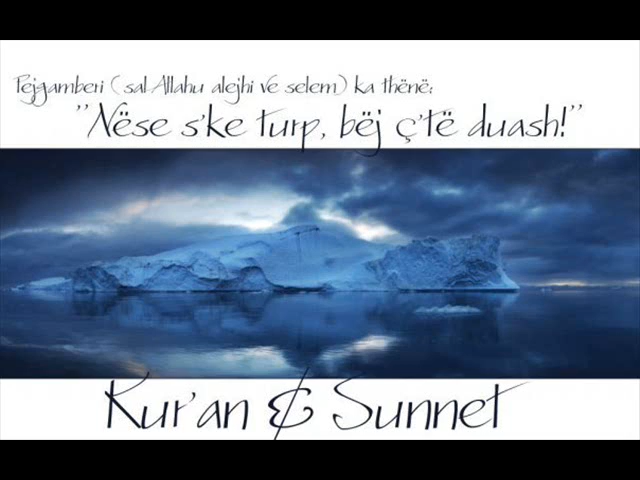 Pejgamberi ( sal-Allahu alejhi ve selem) ka thënë:
"Nëse s'ke turp, bëj ç'të duash!"
Kur'an & Sunnet